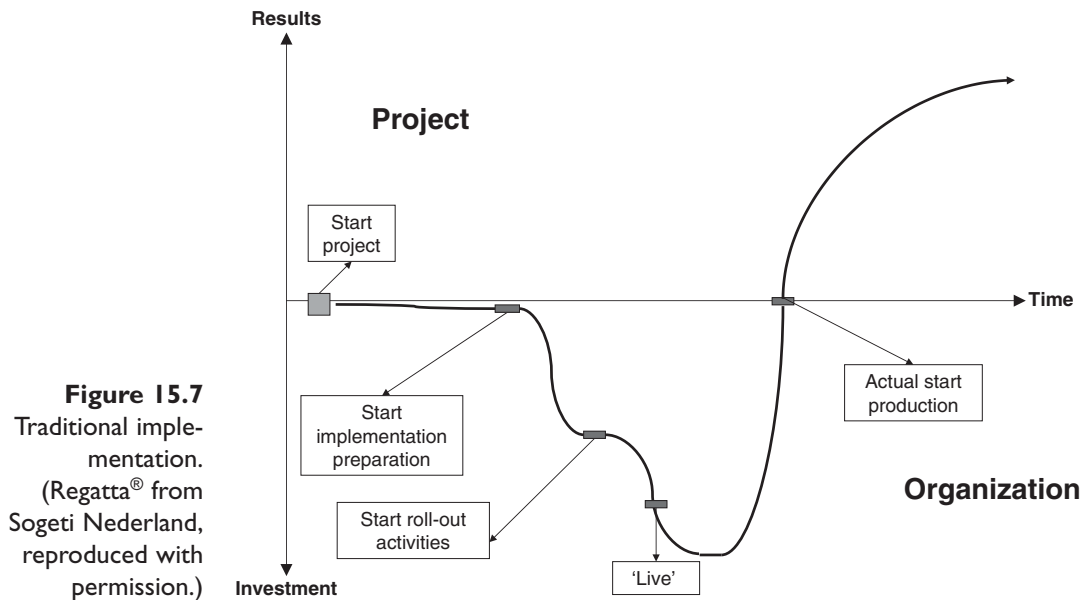 Results
Project
Start
project
Time
Start
implementation
preparation
Actual start
production
Start roll-out
activities
'Live'
Organization
Investment
Figure 15.7
Traditional imple-
mentation.
(Regatta® from
Sogeti Nederland,
reproduced with
permission.)